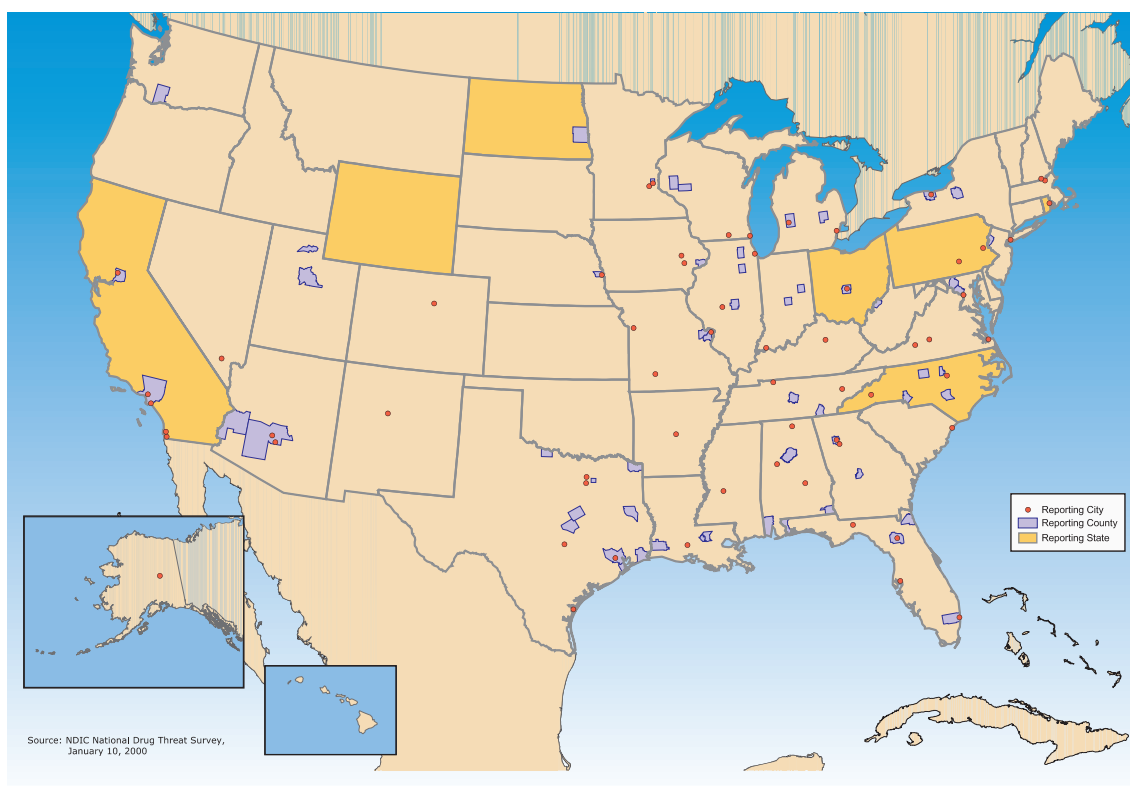 Reporting City
Reporting County
Reporting State
Source: NDIC National Drug Threat Survey,
January 10, 2000